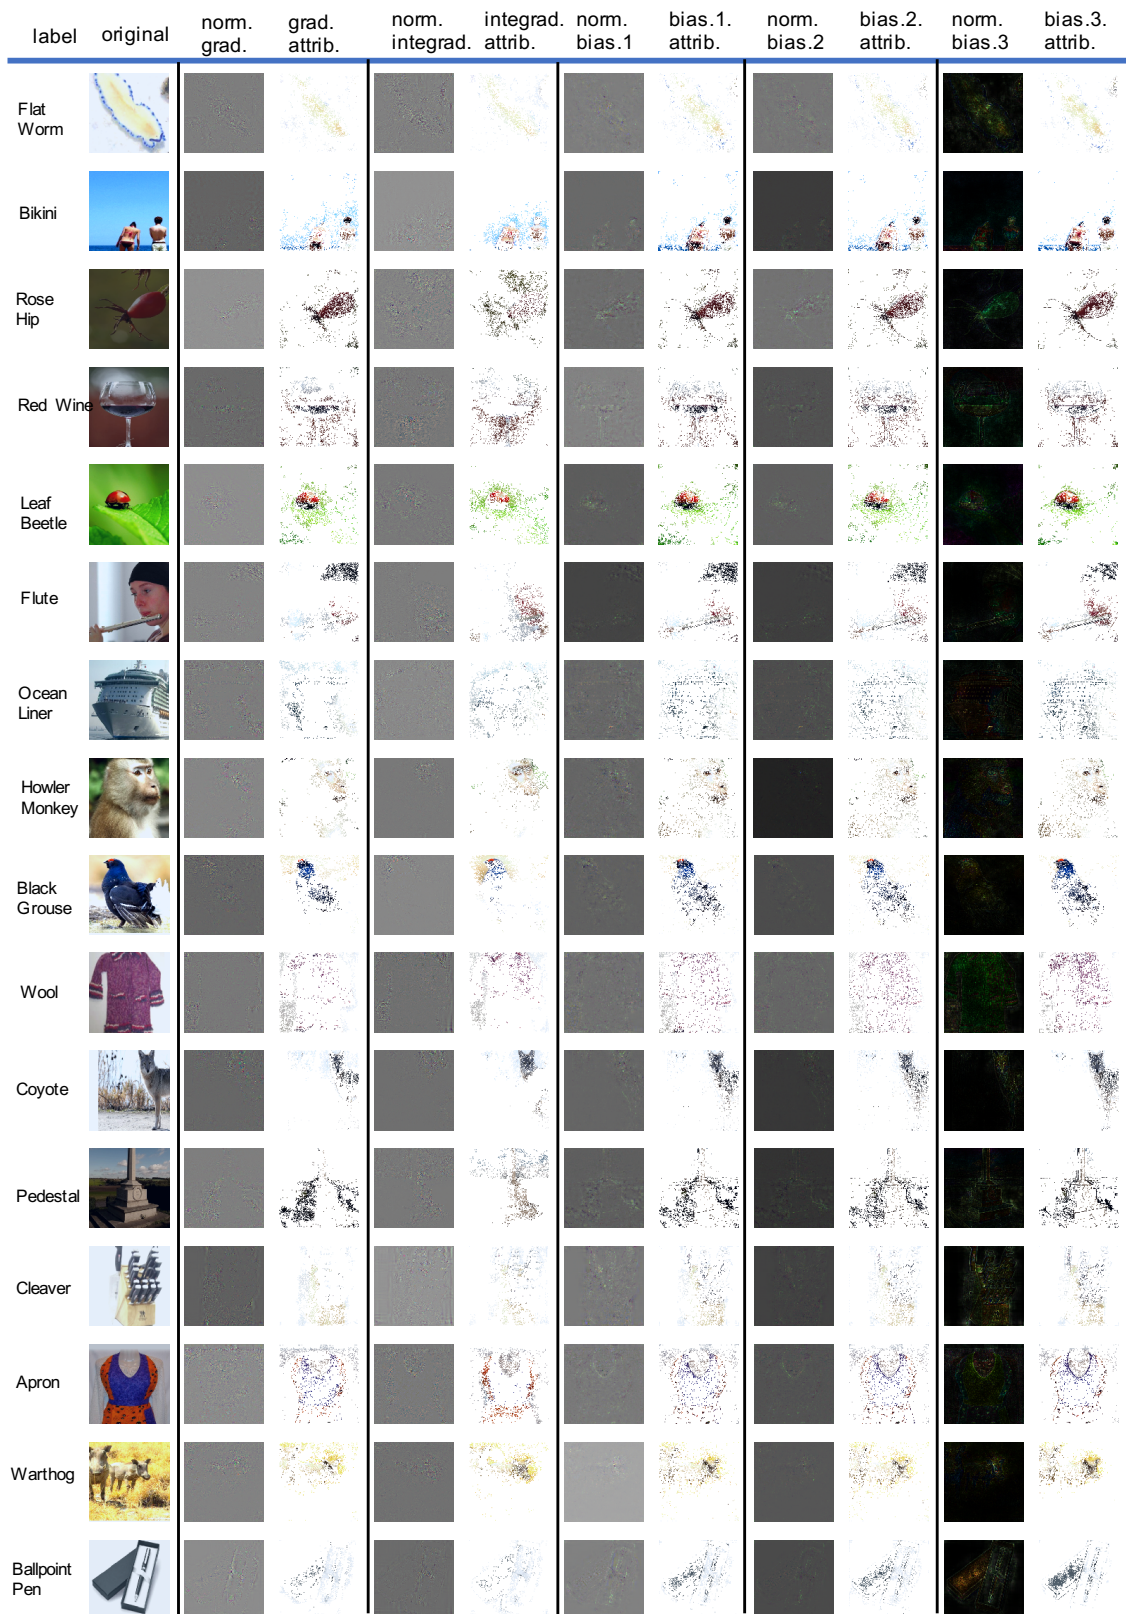 label original norm. grad. norm. integrad. norm. bias.1. norm. bias.2. norm. bias.3.
grad. attrib. integrad. attrib. bias.1 attrib. bias.2 attrib. bias.3 attrib.
Flat
Worm
Bikini
Rose
Hip
Red Wine
Leaf
Beetle
Flute
Ocean
Liner
Howler
Monkey
Black
Grouse
Wool
Coyote
Pedestal
Cleaver
Apron
Warthog
Ballpoint
Pen